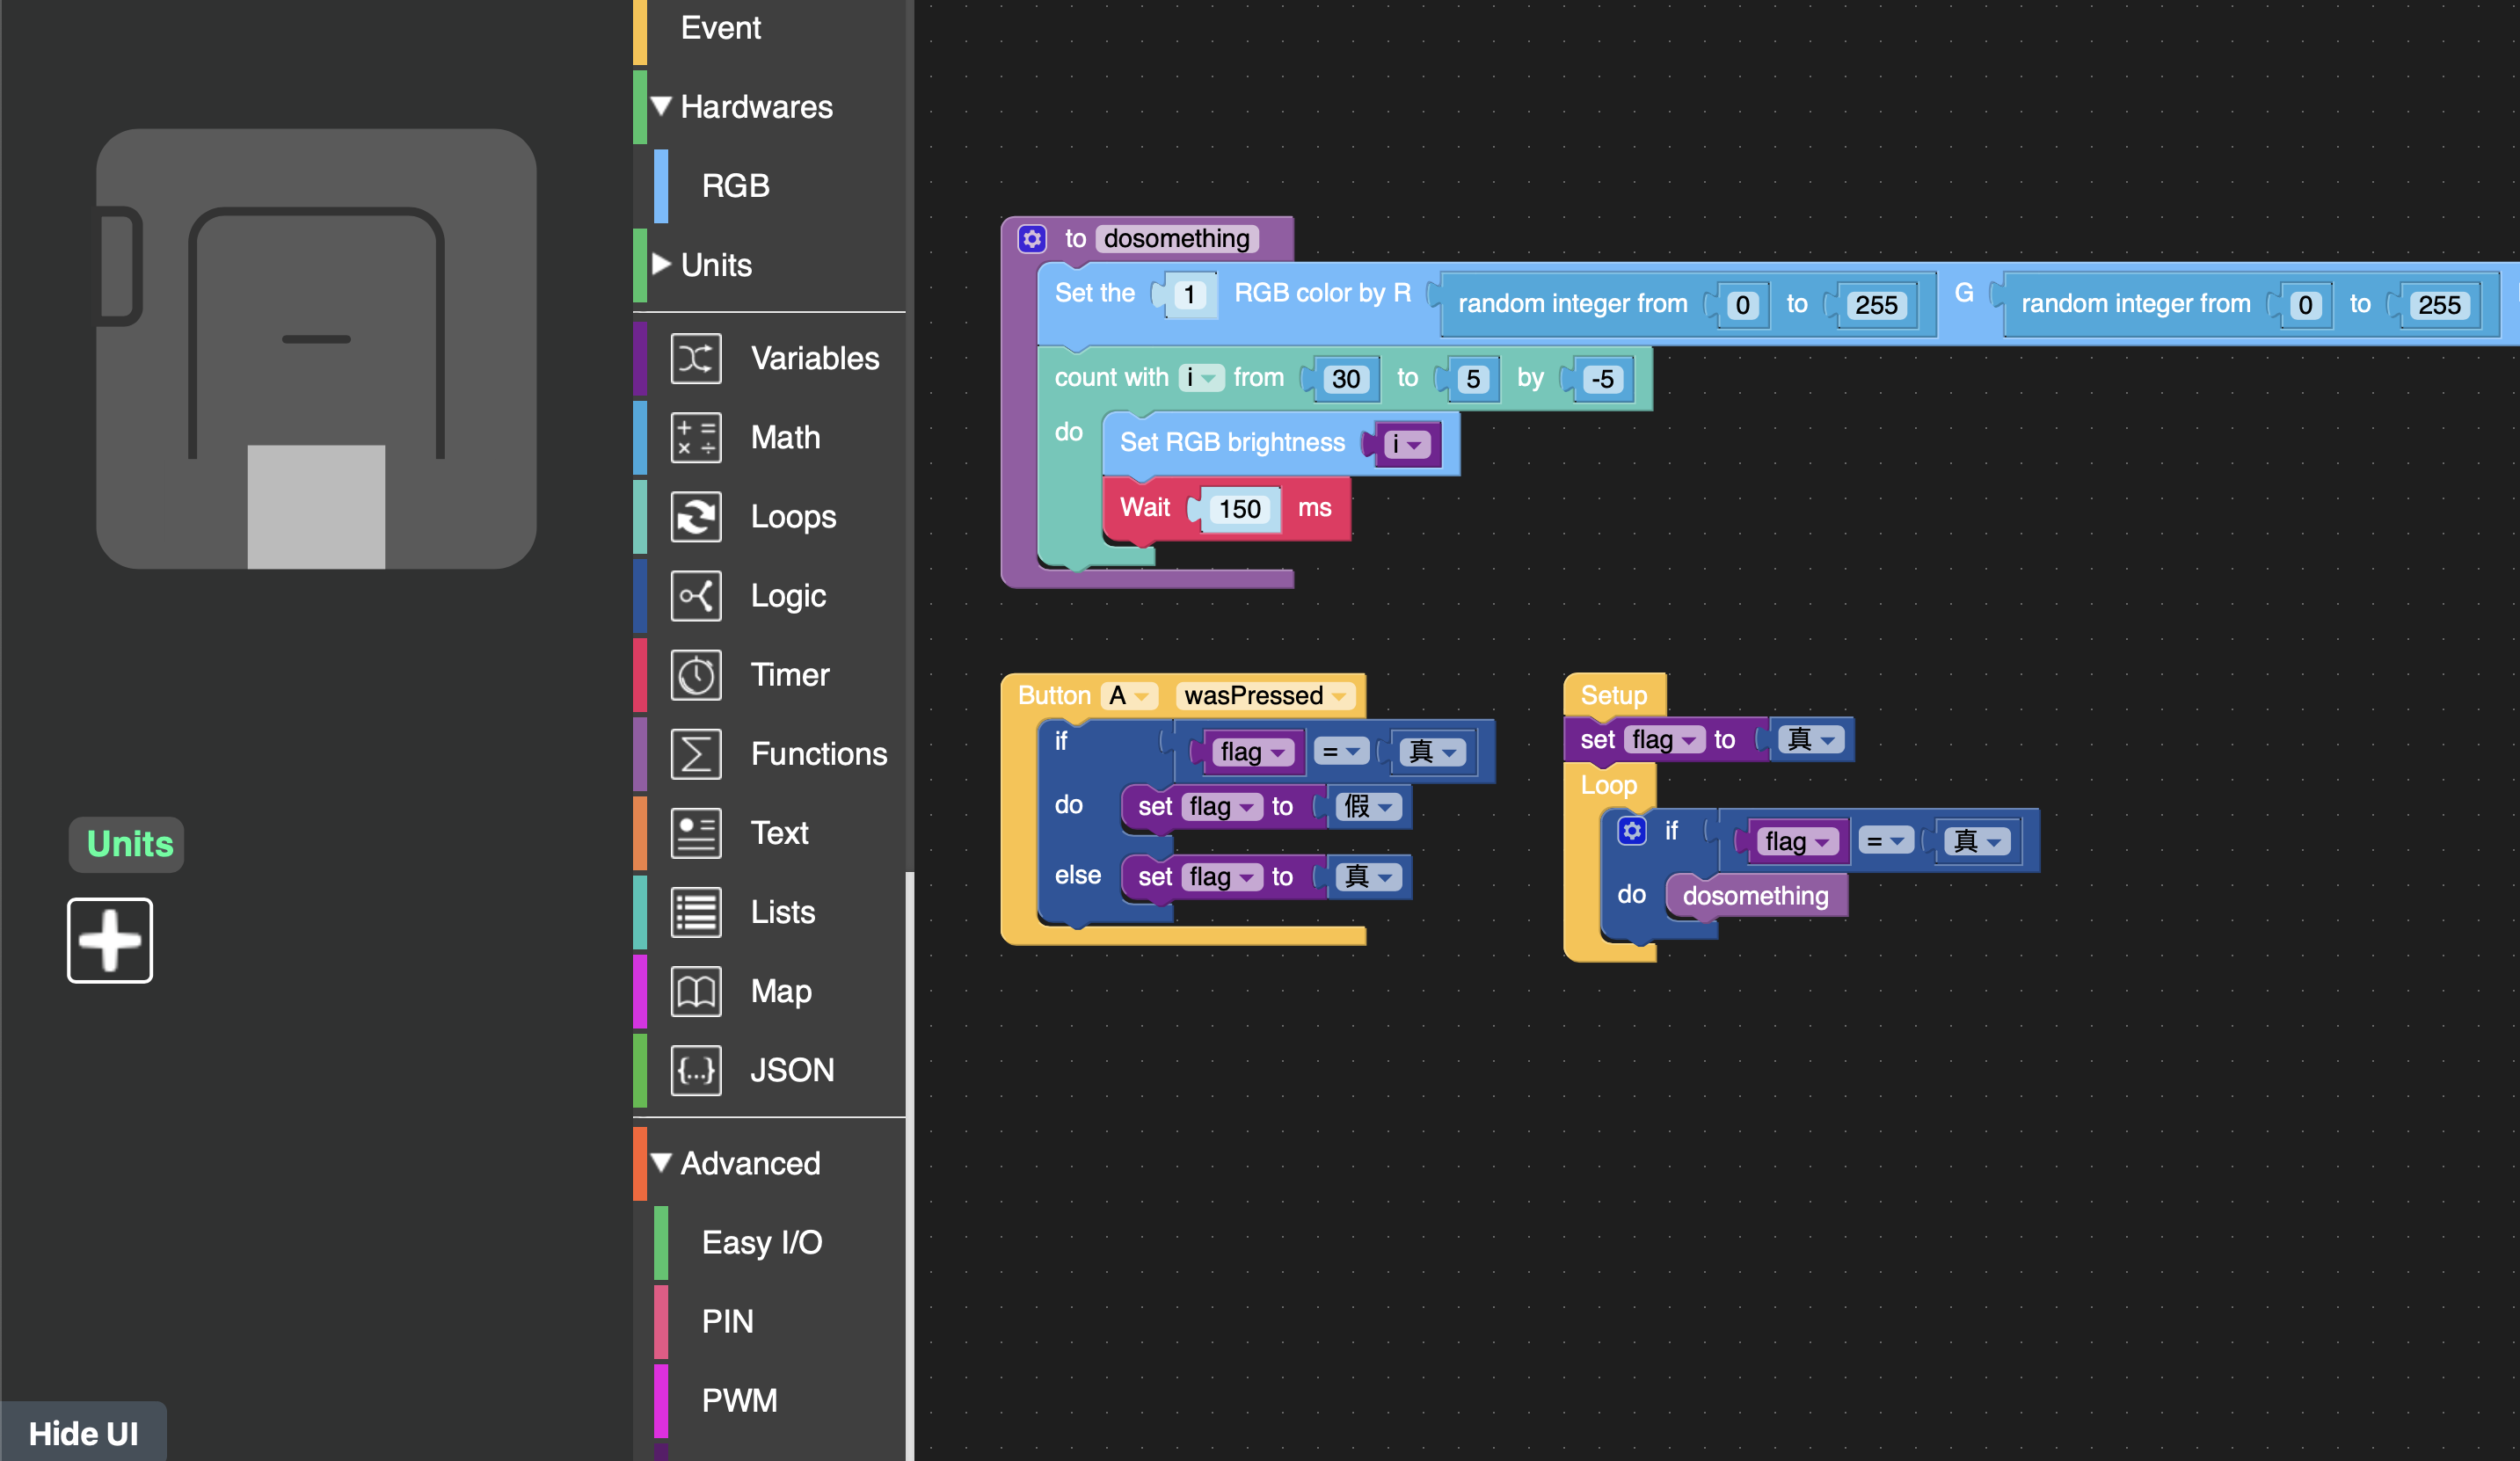 Event
Hardwares
RGB
Units
Variables
Math
Loops
Logic
Timer
Functions
Text
Lists
Map
JSON
Advanced
Easy I/O
PIN
PWM
Units
Hide UI
to dosomething
Set the 1 RGB color by R random integer from 0 to 255 G random integer from 0 to 255
count with i from 30 to 5 by -5
do Set RGB brightness i
Wait 150 ms
Button A wasPressed
if flag = 真
do set flag to 假
else set flag to 真
Setup
set flag to 真
Loop
if flag = 真
do dosomething